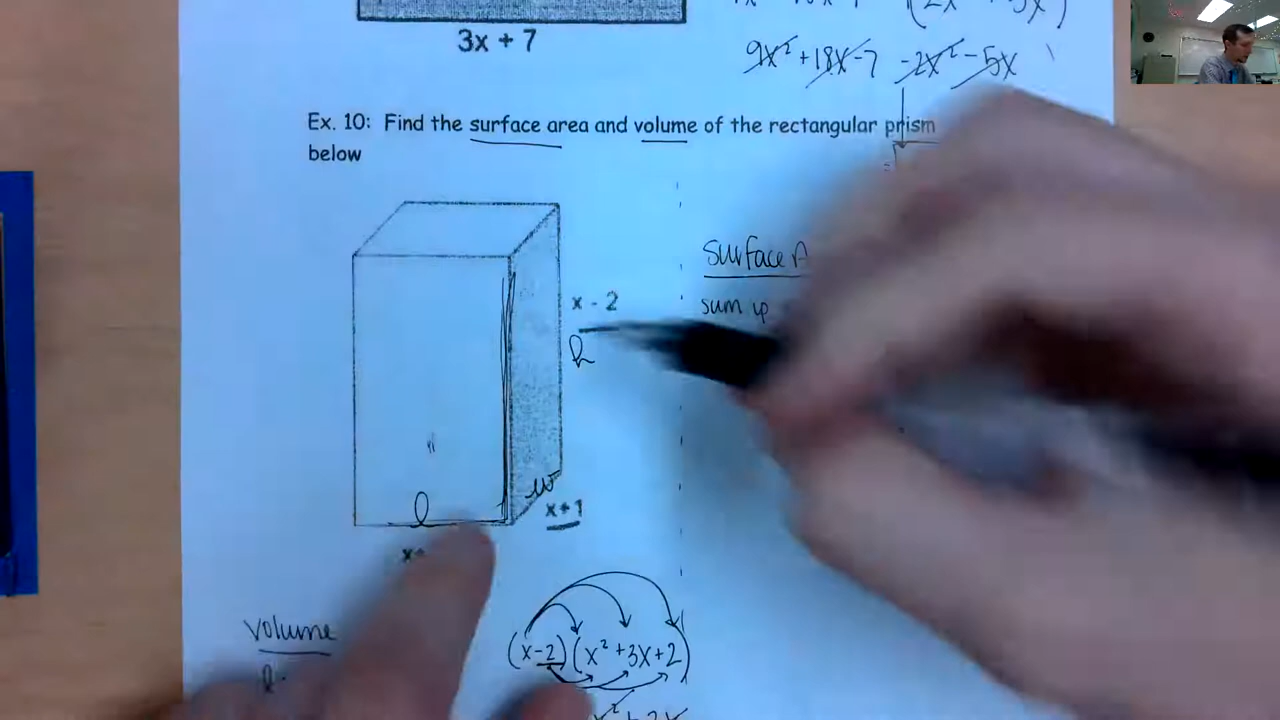 3x + 7
9x² + 18x - 7 - 2x² - 5x
Ex. 10: Find the surface area and volume of the rectangular prism
below
Surface A
sum up
x - 2
h
w
l
x + 1
volume
(x-2)(x² + 3x + 2)